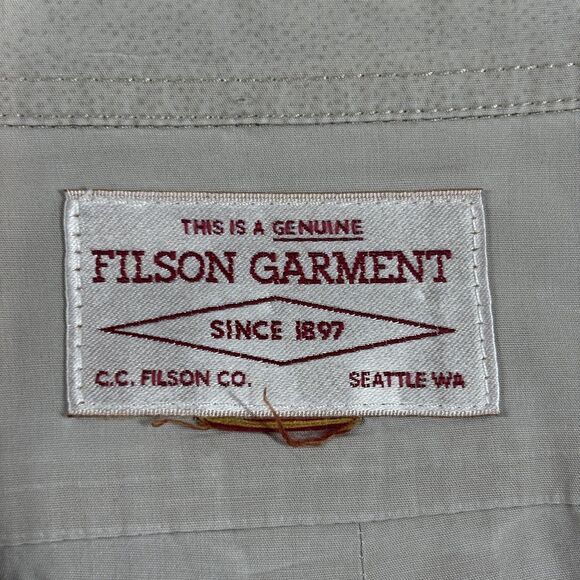 THIS IS A GENUINE
FILSON GARMENT
SINCE 1897
C.C. FILSON CO. SEATTLE WA